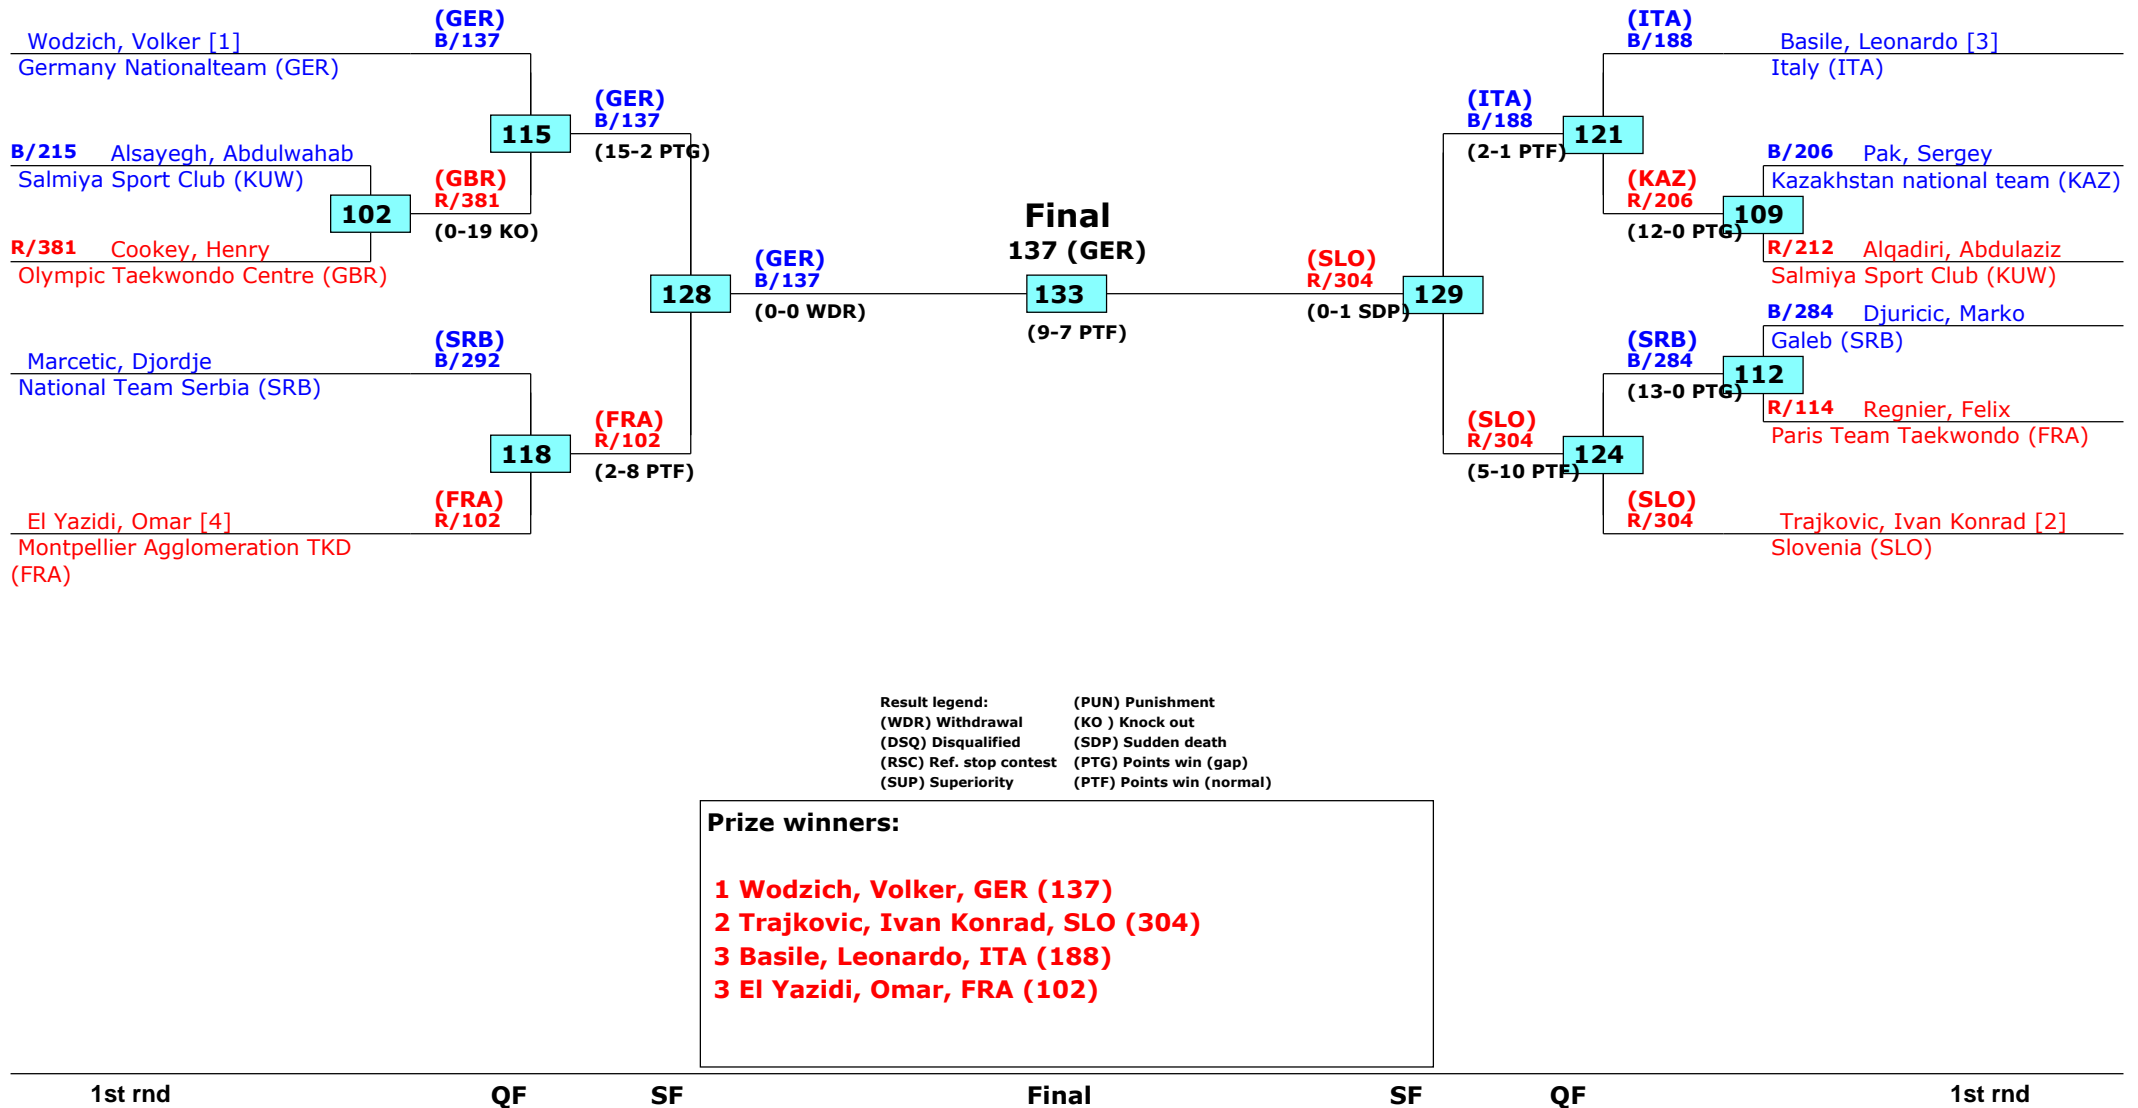 (GER)
Wodzich, Volker [1] B/137
Germany Nationalteam (GER)
(GER)
B/137
115
(15-2 PTG)
B/215 Alsayegh, Abdulwahab
Salmiya Sport Club (KUW)
(GBR)
R/381
102
(0-19 KO)
R/381 Cookey, Henry
Olympic Taekwondo Centre (GBR)
(GER)
B/137
128
(0-0 WDR)
(SRB)
Marcetic, Djordje B/292
National Team Serbia (SRB)
(FRA)
R/102
118
(2-8 PTF)
(FRA)
El Yazidi, Omar [4] R/102
Montpellier Agglomeration TKD
(FRA)
Final
137 (GER)
133
(9-7 PTF)
(ITA)
B/188 Basile, Leonardo [3]
Italy (ITA)
(ITA)
B/188
121
(2-1 PTF)
B/206 Pak, Sergey
Kazakhstan national team (KAZ)
(KAZ)
R/206
109
(12-0 PTG)
R/212 Alqadiri, Abdulaziz
Salmiya Sport Club (KUW)
(SLO)
R/304
129
(0-1 SDP)
B/284 Djuricic, Marko
Galeb (SRB)
(SRB)
B/284
112
(13-0 PTG)
R/114 Regnier, Felix
Paris Team Taekwondo (FRA)
(SLO)
R/304
124
(5-10 PTF)
(SLO)
R/304 Trajkovic, Ivan Konrad [2]
Slovenia (SLO)
Result legend: (PUN) Punishment
(WDR) Withdrawal (KO ) Knock out
(DSQ) Disqualified (SDP) Sudden death
(RSC) Ref. stop contest (PTG) Points win (gap)
(SUP) Superiority (PTF) Points win (normal)
Prize winners:
1 Wodzich, Volker, GER (137)
2 Trajkovic, Ivan Konrad, SLO (304)
3 Basile, Leonardo, ITA (188)
3 El Yazidi, Omar, FRA (102)
1st rnd QF SF Final SF QF 1st rnd